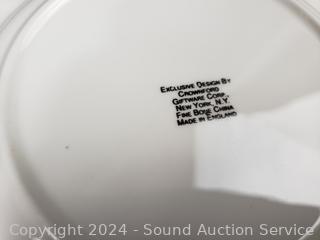 EXCLUSIVE DESIGN BY
CROWNFORD
GIFTWARE CORP.,
NEW YORK, N.Y.
FINE BONE CHINA
MADE IN ENGLAND
Copyright 2024 - Sound Auction Service